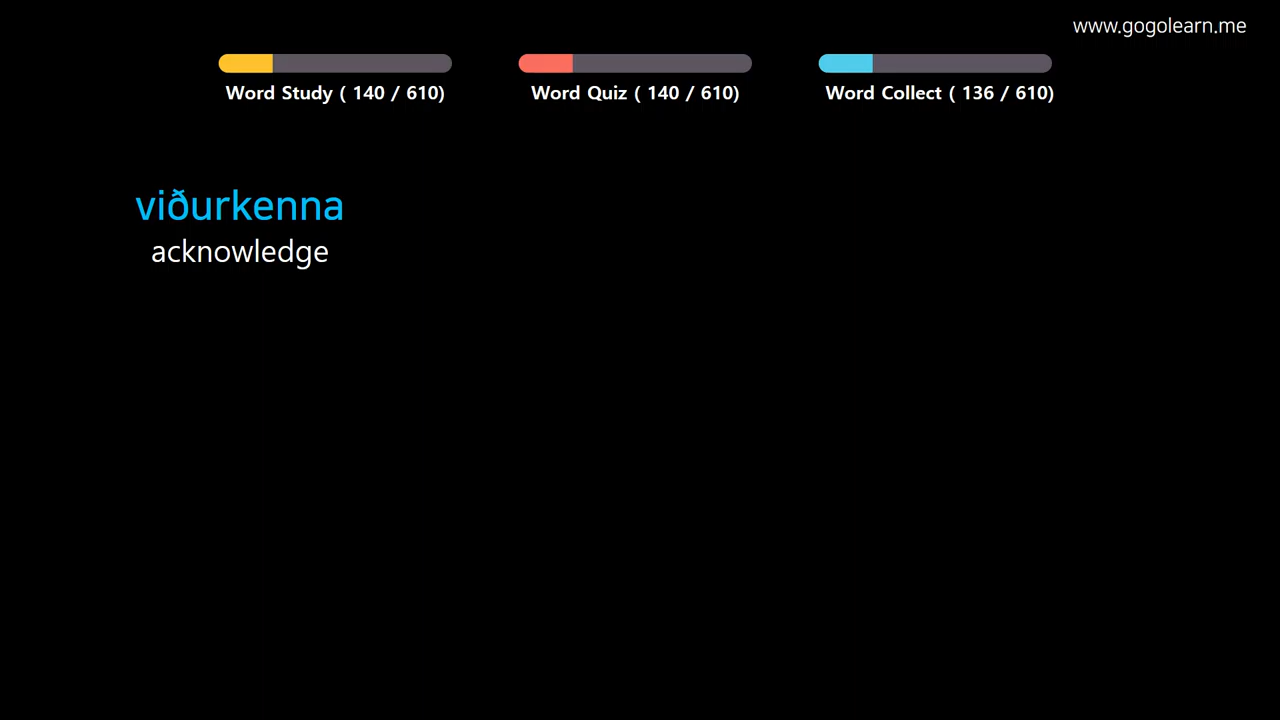 www.gogolearn.me
Word Study ( 140 / 610)
Word Quiz ( 140 / 610)
Word Collect ( 136 / 610)
viðurkenna
acknowledge